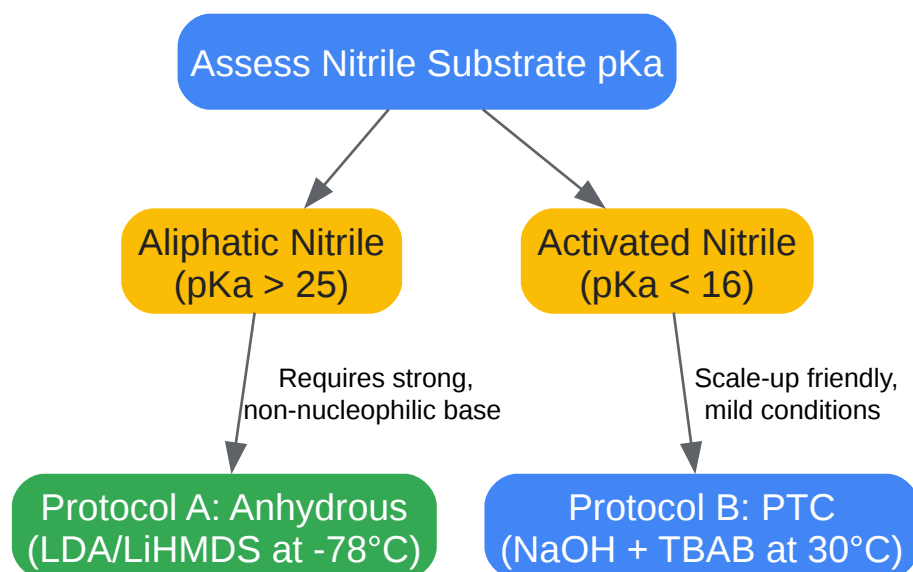 Assess Nitrile Substrate pKa
Aliphatic Nitrile
(pKa > 25)
Activated Nitrile
(pKa < 16)
Requires strong,
non-nucleophilic base
Scale-up friendly,
mild conditions
Protocol A: Anhydrous
(LDA/LiHMDS at -78°C)
Protocol B: PTC
(NaOH + TBAB at 30°C)